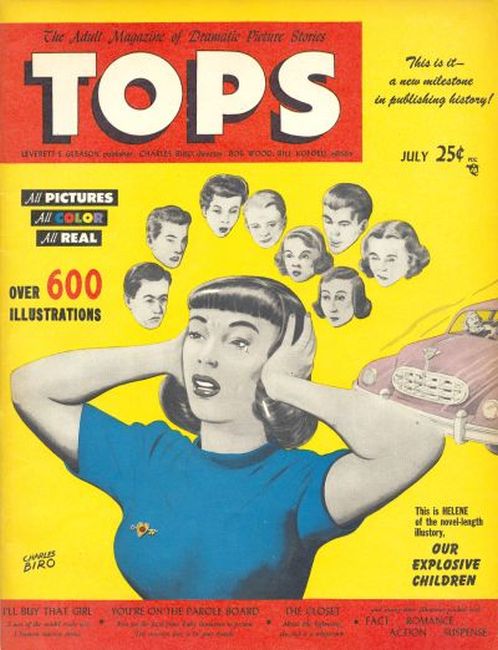 The Adult Magazine of Dramatic Picture Stories
TOPS
LEVERETT S. GLEASON, publisher CHARLES BIRO, director BOB WOOD,
This is it—
a new milestone
in publishing history!
JULY 25¢
All PICTURES
All COLOR
All REAL
OVER 600
ILLUSTRATIONS
This is HELENE
of the novel-length
illustory,
OUR
EXPLOSIVE
CHILDREN
CHARLES
BIRO
I'LL BUY THAT GIRL • YOU'RE ON THE PAROLE BOARD • THE CLOSET
• FACT ROMANCE
ACTION SUSPENSE